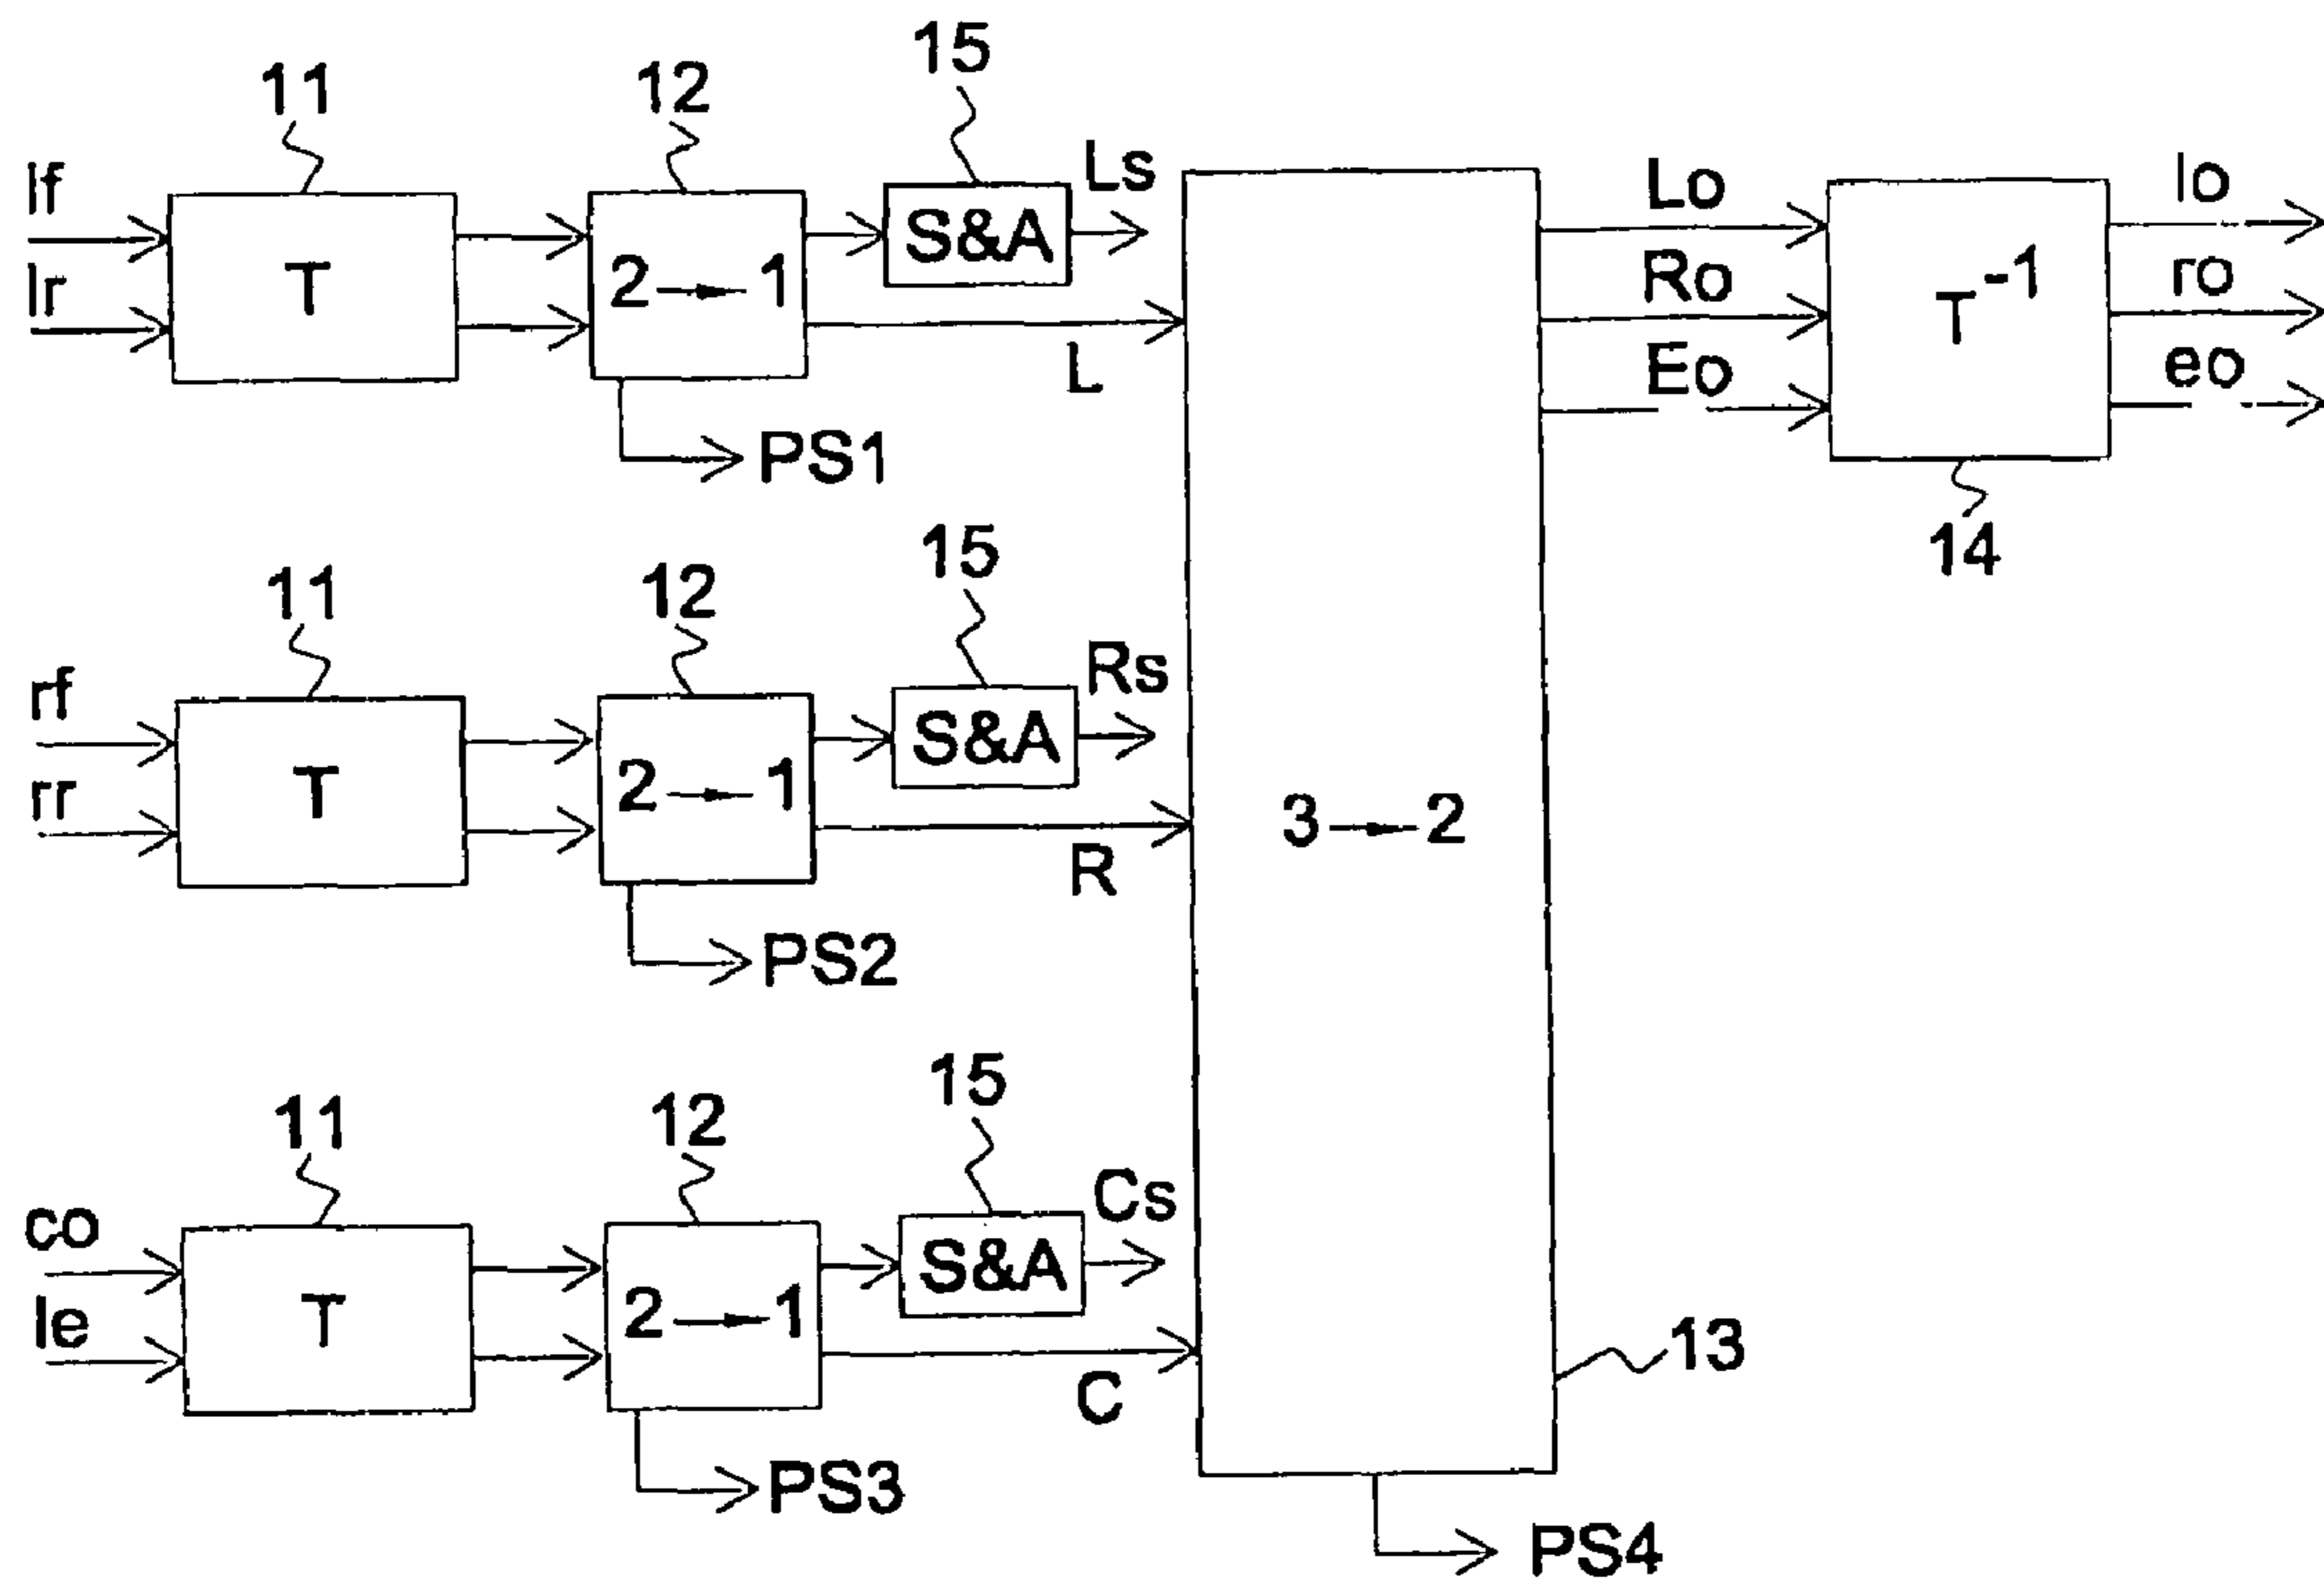 15
11
12
Ls
lf
Lo
lo
S&A
T
2 → 1
T-1
lr
Ro
ro
L
Eo
eo
PS1
14
15
11
12
Rs
rf
S&A
T
2 → 1
3 → 2
rr
R
PS2
15
11
12
Cs
co
S&A
T
2 → 1
le
13
C
PS3
PS4